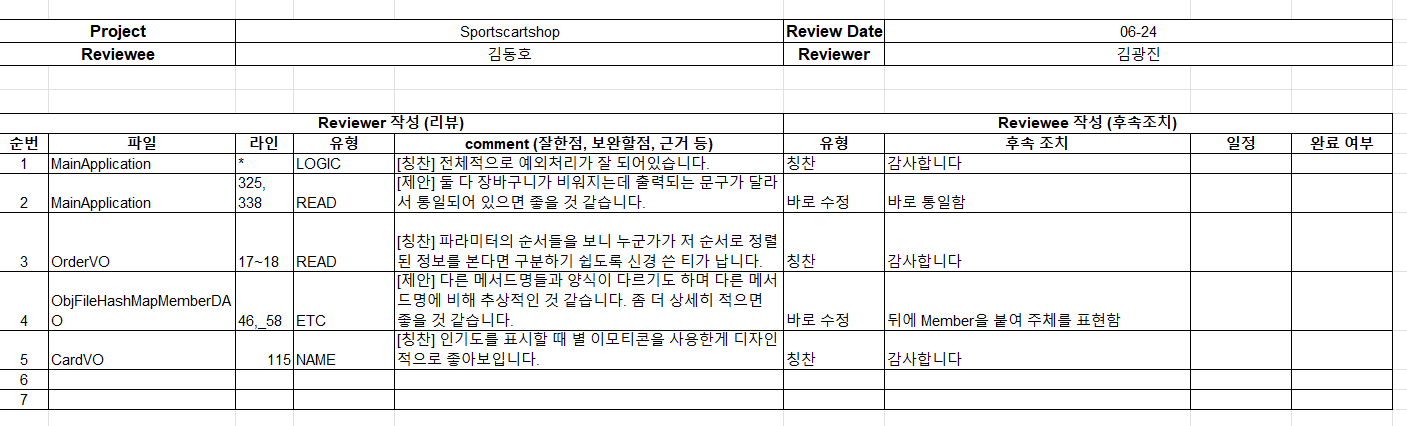 Project Sportscartshop Review Date 06-24
Reviewee 김동호 Reviewer 김광진
Reviewer 작성 (리뷰) Reviewee 작성 (후속조치)
순번 파일 라인 유형 comment (잘한점, 보완할점, 근거 등) 유형 후속 조치 일정 완료 여부
1 MainApplication * LOGIC [칭찬] 전체적으로 예외처리가 잘 되어있습니다. 칭찬 감사합니다
325, [제안] 둘 다 장바구니가 비워지는데 출력되는 문구가 달라
2 MainApplication 338 READ 서 통일되어 있으면 좋을 것 같습니다. 바로 수정 바로 통일함
[칭찬] 파라미터의 순서들을 보니 누군가가 저 순서로 정렬
3 OrderVO 17~18 READ 된 정보를 본다면 구분하기 쉽도록 신경 쓴 티가 납니다. 칭찬 감사합니다
[제안] 다른 메서드명들과 양식이 다르기도 하며 다른 메서
ObjFileHashMapMemberDA 드명에 비해 추상적인 것 같습니다. 좀 더 상세히 적으면
4 O 46,_58 ETC 좋을 것 같습니다. 바로 수정 뒤에 Member을 붙여 주체를 표현함
[칭찬] 인기도를 표시할 때 별 이모티콘을 사용한게 디자인
5 CardVO 115 NAME 적으로 좋아보입니다. 칭찬 감사합니다
6
7